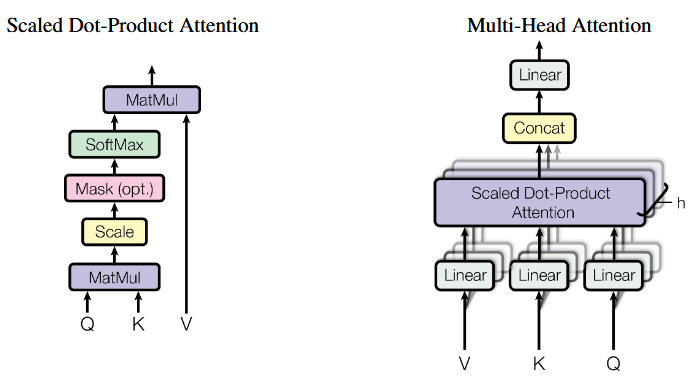 Scaled Dot-Product Attention
MatMul
SoftMax
Mask (opt.)
Scale
MatMul
Q K V
Multi-Head Attention
Linear
Concat
Scaled Dot-Product
Attention
h
Linear Linear Linear
V K Q